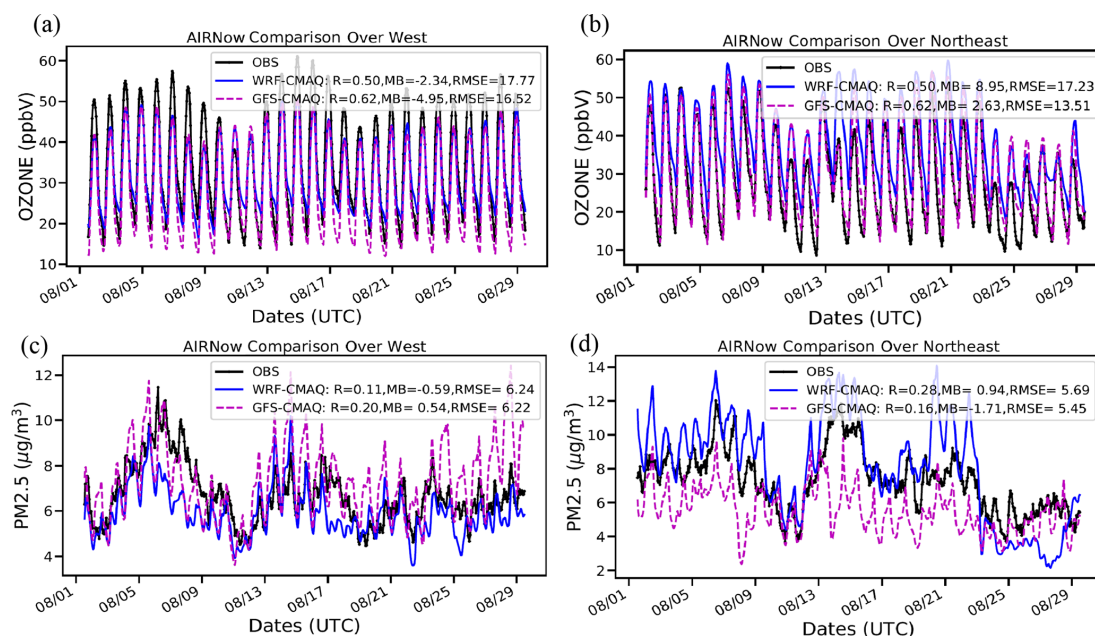 (a)
AIRNow Comparison Over West
OBS
WRF-CMAQ: R=0.50,MB=-2.34,RMSE=17.77
GFS-CMAQ: R=0.62,MB=-4.95,RMSE=16.52
OZONE (ppbV)
60
50
40
30
20
10
08/01
08/05
08/09
08/13
08/17
08/21
08/25
08/29
Dates (UTC)
(b)
AIRNow Comparison Over Northeast
OBS
WRF-CMAQ: R=0.50,MB= 8.95,RMSE=17.23
GFS-CMAQ: R=0.62,MB= 2.63,RMSE=13.51
OZONE (ppbV)
60
50
40
30
20
10
08/01
08/05
08/09
08/13
08/17
08/21
08/25
08/29
Dates (UTC)
(c)
AIRNow Comparison Over West
OBS
WRF-CMAQ: R=0.11,MB=-0.59,RMSE= 6.24
GFS-CMAQ: R=0.20,MB= 0.54,RMSE= 6.22
PM2.5 (μg/m³)
12
10
8
6
4
08/01
08/05
08/09
08/13
08/17
08/21
08/25
08/29
Dates (UTC)
(d)
AIRNow Comparison Over Northeast
OBS
WRF-CMAQ: R=0.28,MB= 0.94,RMSE= 5.69
GFS-CMAQ: R=0.16,MB=-1.71,RMSE= 5.45
PM2.5 (μg/m³)
14
12
10
8
6
4
2
08/01
08/05
08/09
08/13
08/17
08/21
08/25
08/29
Dates (UTC)